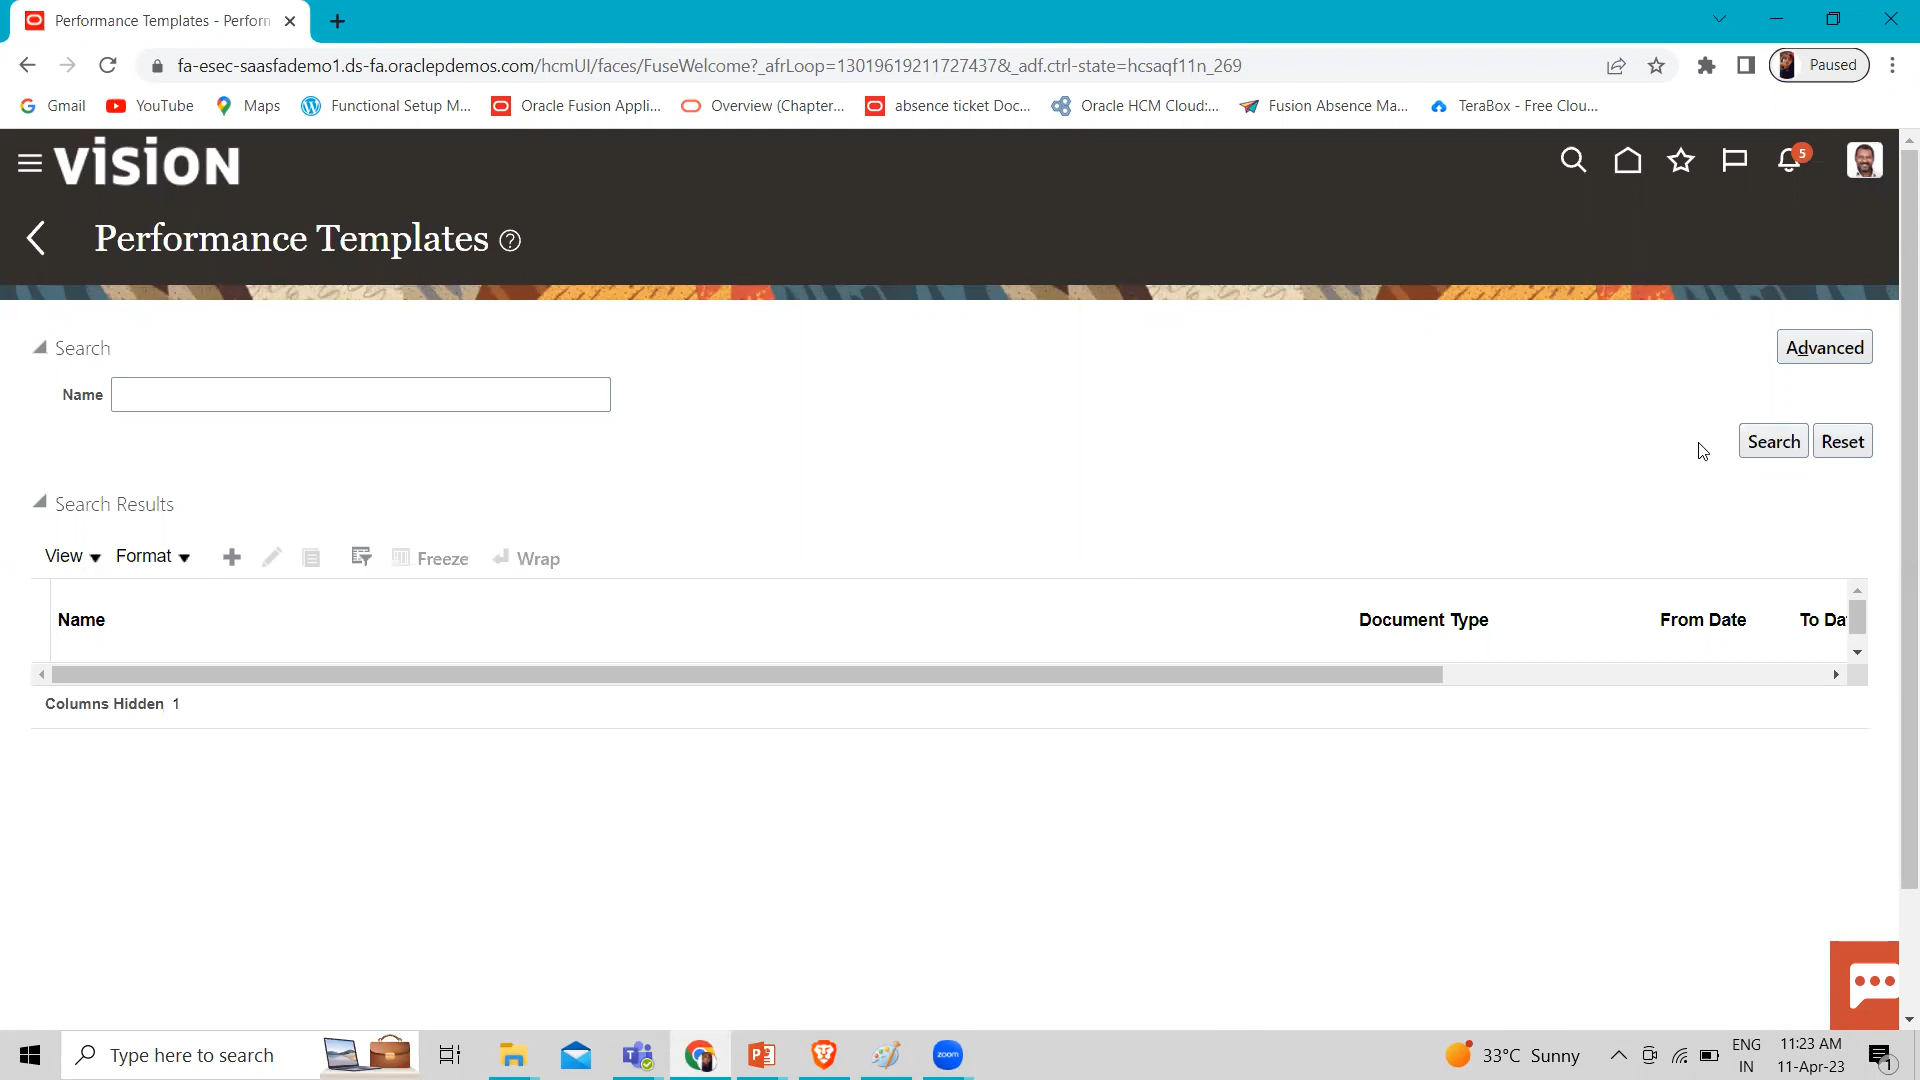 Performance Templates - Perform
fa-esec-saasfademo1.ds-fa.oraclepdemos.com/hcmUI/faces/FuseWelcome?_afrLoop=13019619211727437&_adf.ctrl-state=hcsaqf11n_269
Paused
Gmail YouTube Maps Functional Setup M... Oracle Fusion Appli... Overview (Chapter... absence ticket Doc... Oracle HCM Cloud:... Fusion Absence Ma... TeraBox - Free Clou...
vision
5
Performance Templates
Search
Advanced
Name
Search Reset
Search Results
View Format Freeze Wrap
Name Document Type From Date To Da
Columns Hidden 1
Type here to search
zoom
33°C Sunny
ENG
IN
11:23 AM
11-Apr-23
1